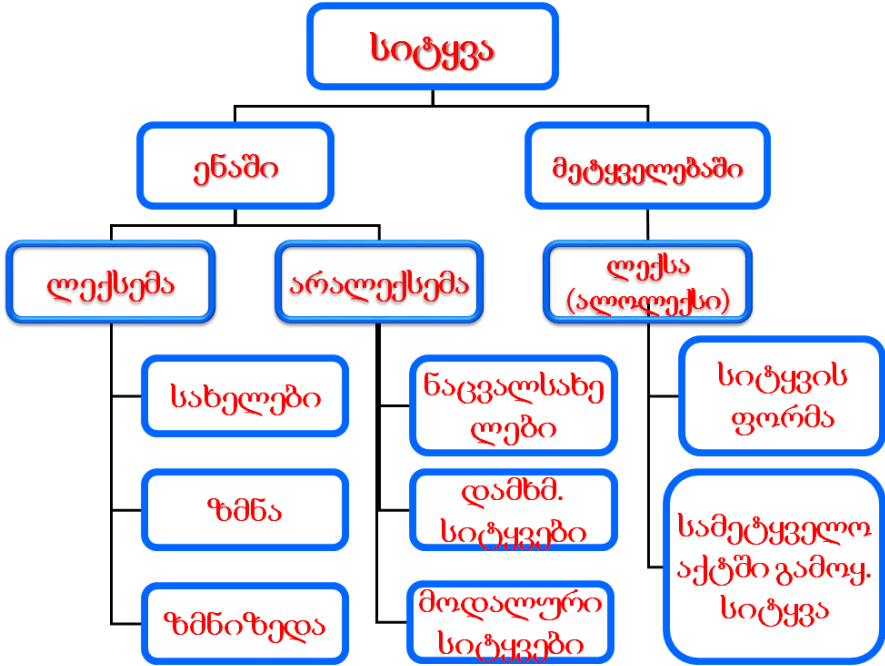 სიტყვა
ენაში
მეტყველებაში
ლექსემა
არალექსემა
ლექსა
(ალოლექსი)
სახელები
ზმნა
ზმნიზედა
ნაცვალსახე
ლები
დამხმ.
სიტყვები
მოდალური
სიტყვები
სიტყვის
ფორმა
სამეტყველო
აქტში გამოყ.
სიტყვა